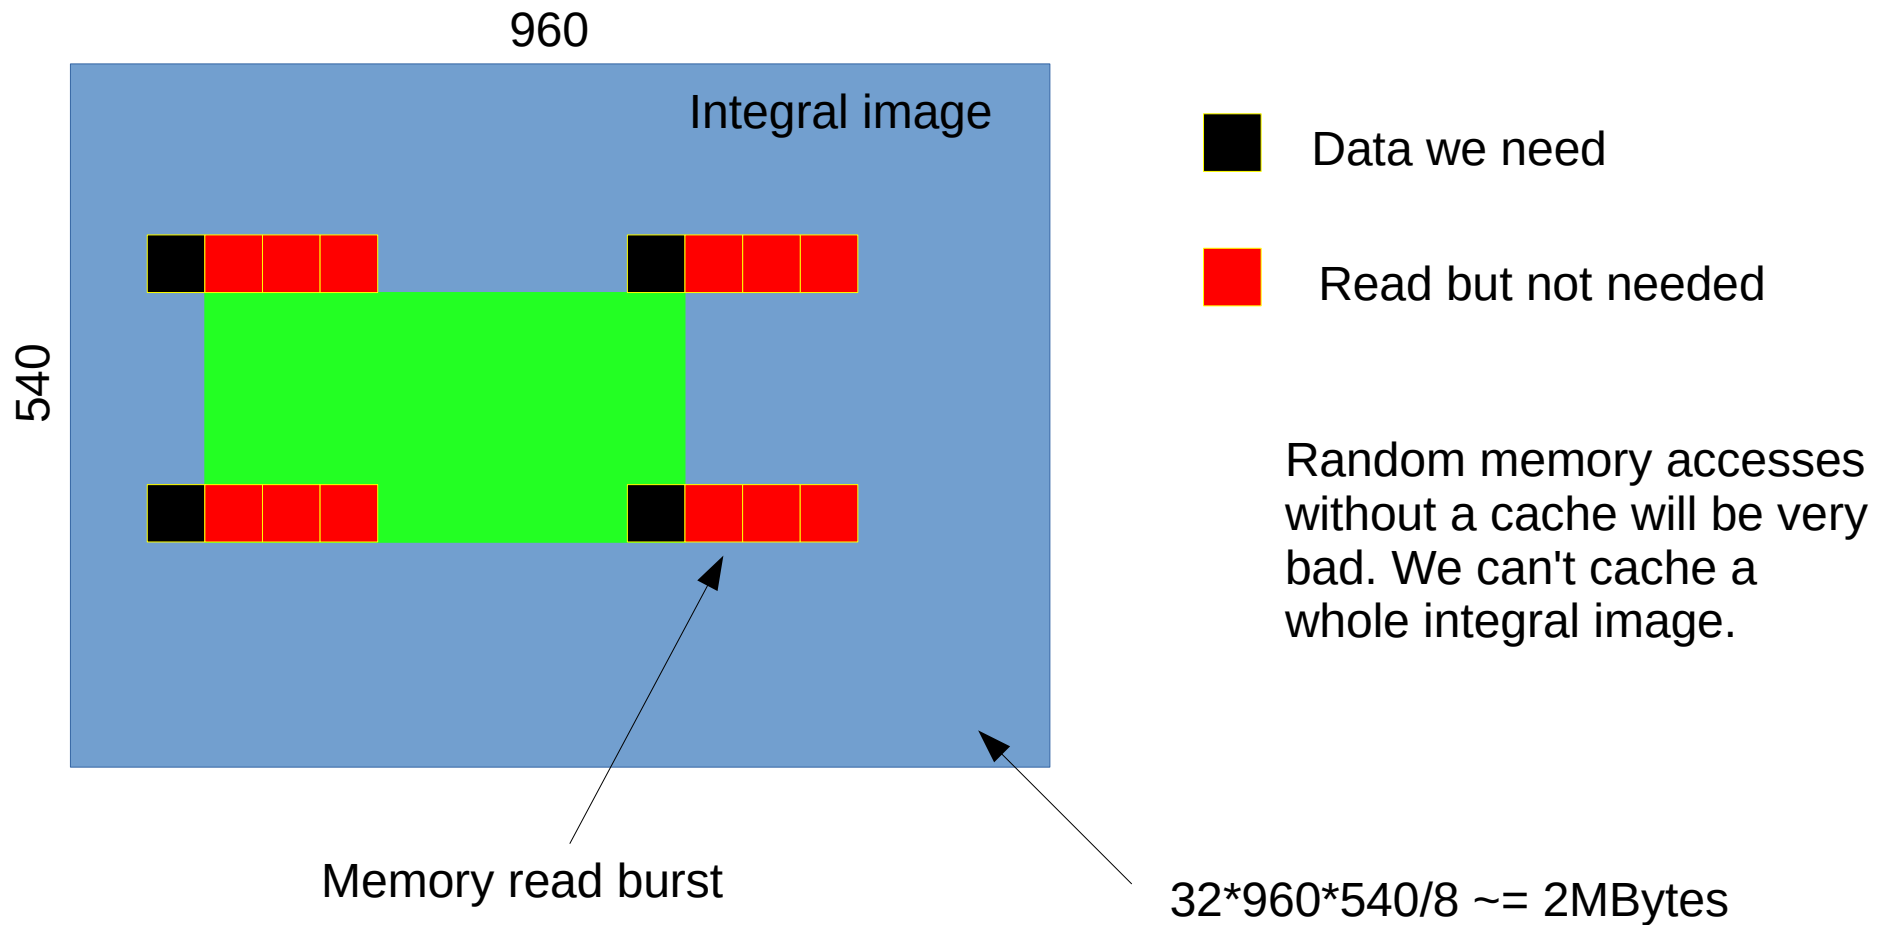 960
Integral image
Data we need
Read but not needed
540
Random memory accesses
without a cache will be very
bad. We can't cache a
whole integral image.
Memory read burst
32*960*540/8 ~= 2MBytes